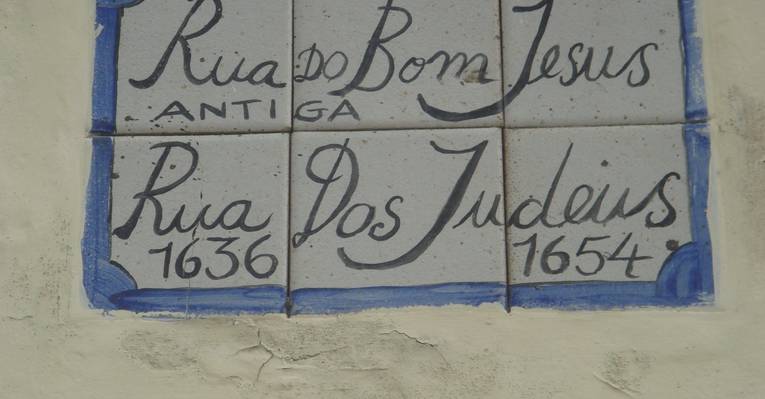 Rua DO Bom Jesus
ANTIGA
Rua Dos Judeus
1636 1654